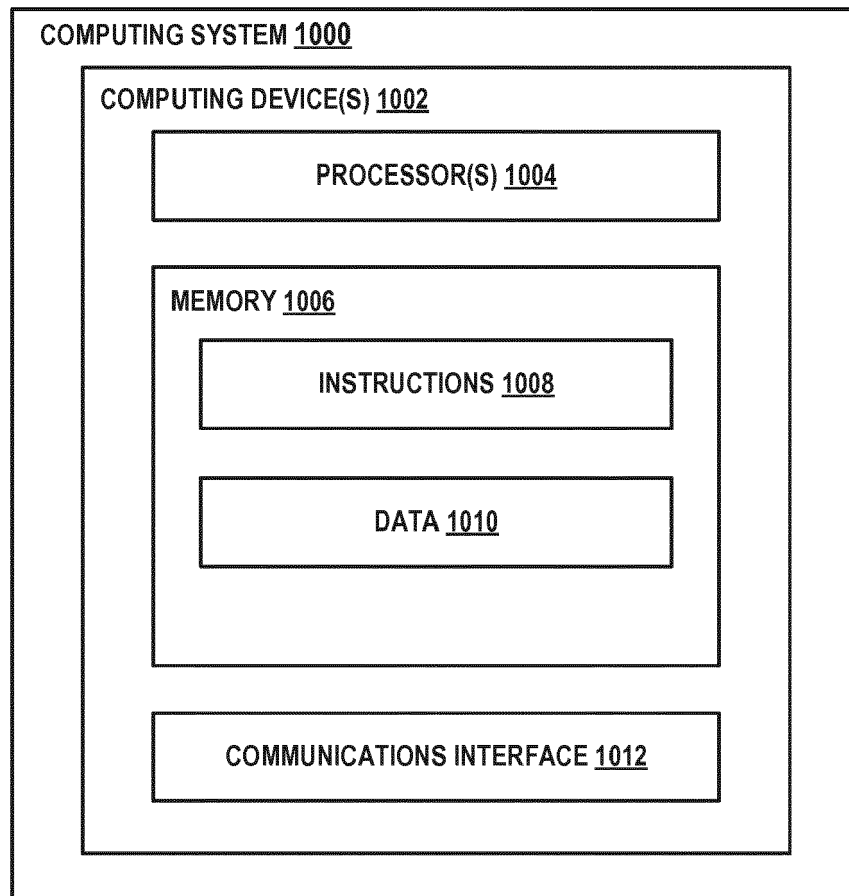 COMPUTING SYSTEM 1000
COMPUTING DEVICE(S) 1002
PROCESSOR(S) 1004
MEMORY 1006
INSTRUCTIONS 1008
DATA 1010
COMMUNICATIONS INTERFACE 1012